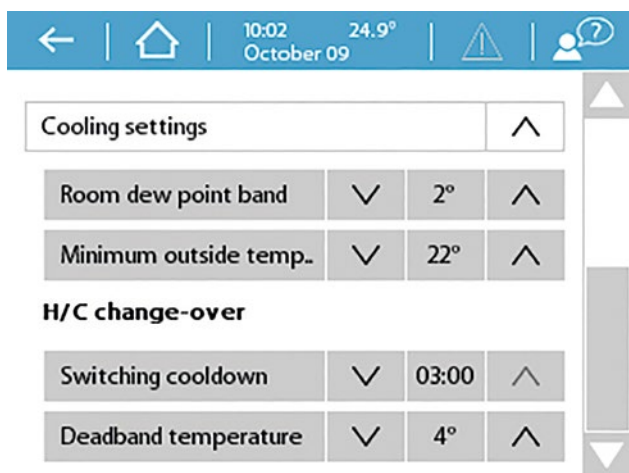 10:02 24.9°
October 09
?
Cooling settings
Room dew point band 2°
Minimum outside temp.. 22°
H/C change-over
Switching cooldown 03:00
Deadband temperature 4°